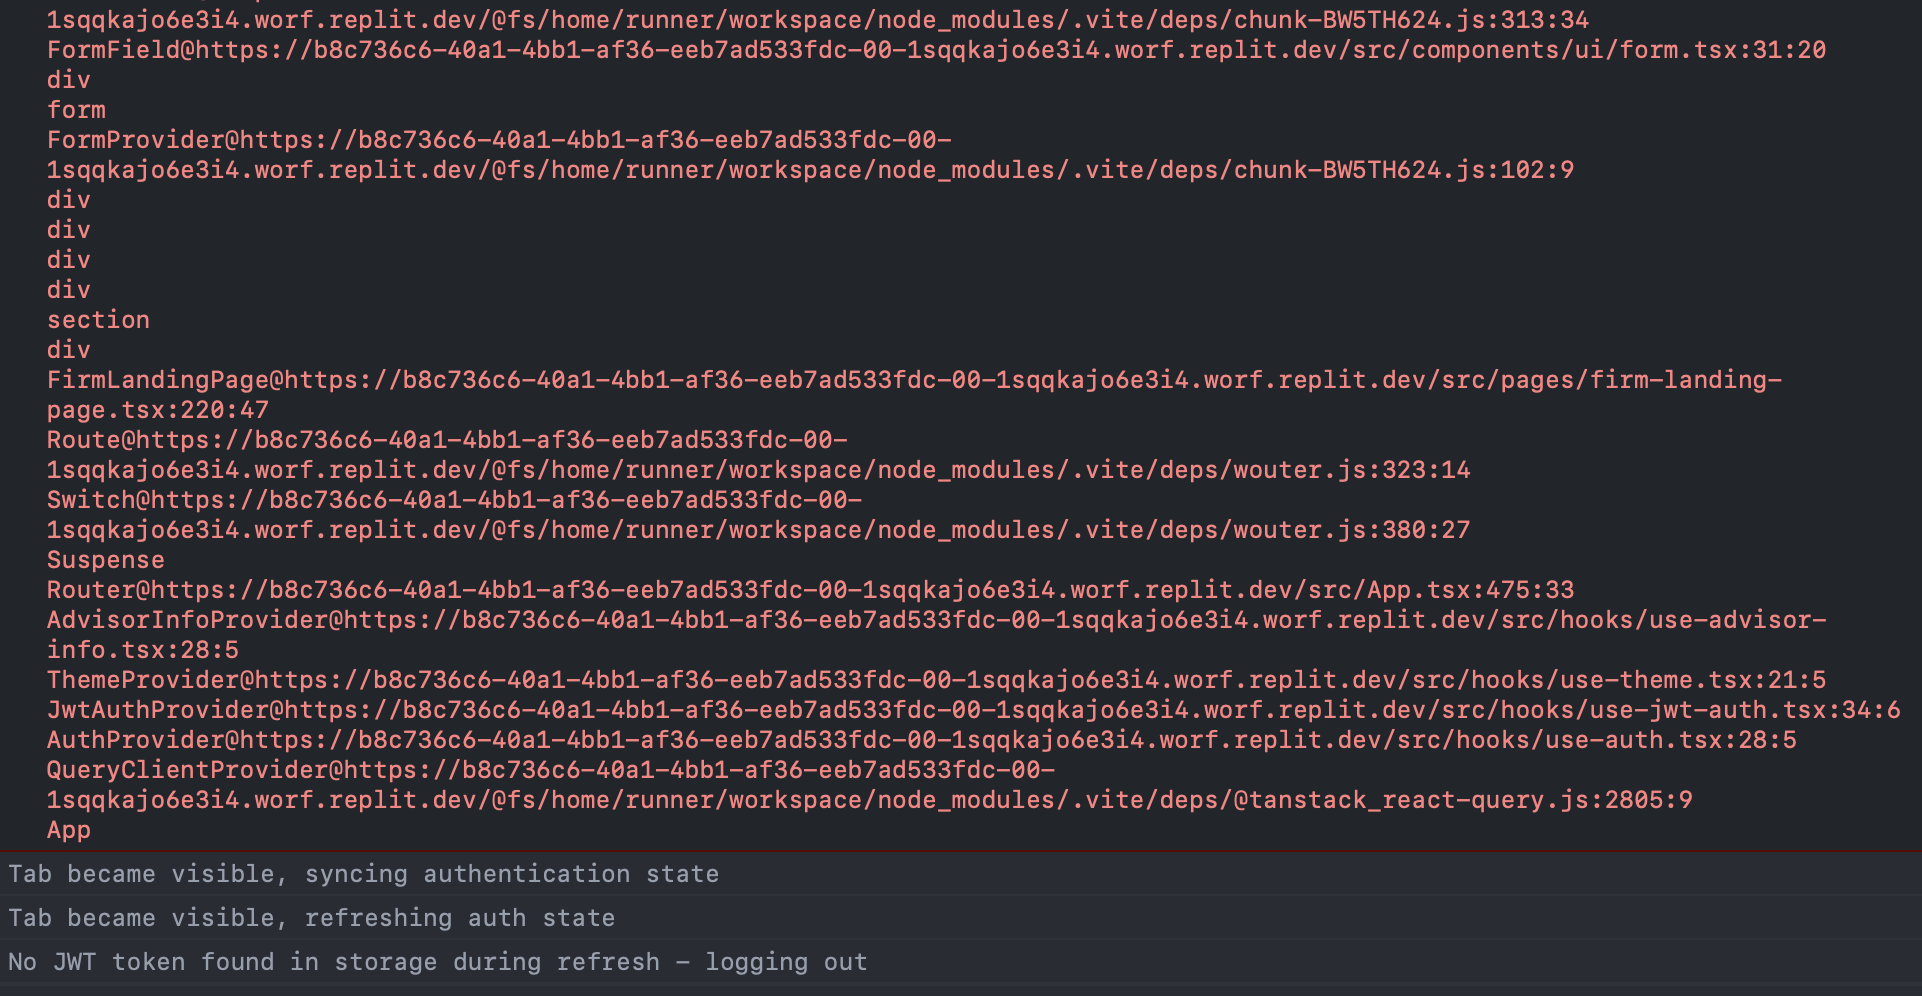 1sqqkajo6e3i4.worf.replit.dev/@fs/home/runner/workspace/node_modules/.vite/deps/chunk-BW5TH624.js:313:34
FormField@https://b8c736c6-40a1-4bb1-af36-eeb7ad533fdc-00-1sqqkajo6e3i4.worf.replit.dev/src/components/ui/form.tsx:31:20
div
form
FormProvider@https://b8c736c6-40a1-4bb1-af36-eeb7ad533fdc-00-
1sqqkajo6e3i4.worf.replit.dev/@fs/home/runner/workspace/node_modules/.vite/deps/chunk-BW5TH624.js:102:9
div
div
div
div
section
div
FirmLandingPage@https://b8c736c6-40a1-4bb1-af36-eeb7ad533fdc-00-1sqqkajo6e3i4.worf.replit.dev/src/pages/firm-landing-
page.tsx:220:47
Route@https://b8c736c6-40a1-4bb1-af36-eeb7ad533fdc-00-
1sqqkajo6e3i4.worf.replit.dev/@fs/home/runner/workspace/node_modules/.vite/deps/wouter.js:323:14
Switch@https://b8c736c6-40a1-4bb1-af36-eeb7ad533fdc-00-
1sqqkajo6e3i4.worf.replit.dev/@fs/home/runner/workspace/node_modules/.vite/deps/wouter.js:380:27
Suspense
Router@https://b8c736c6-40a1-4bb1-af36-eeb7ad533fdc-00-1sqqkajo6e3i4.worf.replit.dev/src/App.tsx:475:33
AdvisorInfoProvider@https://b8c736c6-40a1-4bb1-af36-eeb7ad533fdc-00-1sqqkajo6e3i4.worf.replit.dev/src/hooks/use-advisor-
info.tsx:28:5
ThemeProvider@https://b8c736c6-40a1-4bb1-af36-eeb7ad533fdc-00-1sqqkajo6e3i4.worf.replit.dev/src/hooks/use-theme.tsx:21:5
JwtAuthProvider@https://b8c736c6-40a1-4bb1-af36-eeb7ad533fdc-00-1sqqkajo6e3i4.worf.replit.dev/src/hooks/use-jwt-auth.tsx:34:6
AuthProvider@https://b8c736c6-40a1-4bb1-af36-eeb7ad533fdc-00-1sqqkajo6e3i4.worf.replit.dev/src/hooks/use-auth.tsx:28:5
QueryClientProvider@https://b8c736c6-40a1-4bb1-af36-eeb7ad533fdc-00-
1sqqkajo6e3i4.worf.replit.dev/@fs/home/runner/workspace/node_modules/.vite/deps/@tanstack_react-query.js:2805:9
App
Tab became visible, syncing authentication state
Tab became visible, refreshing auth state
No JWT token found in storage during refresh – logging out